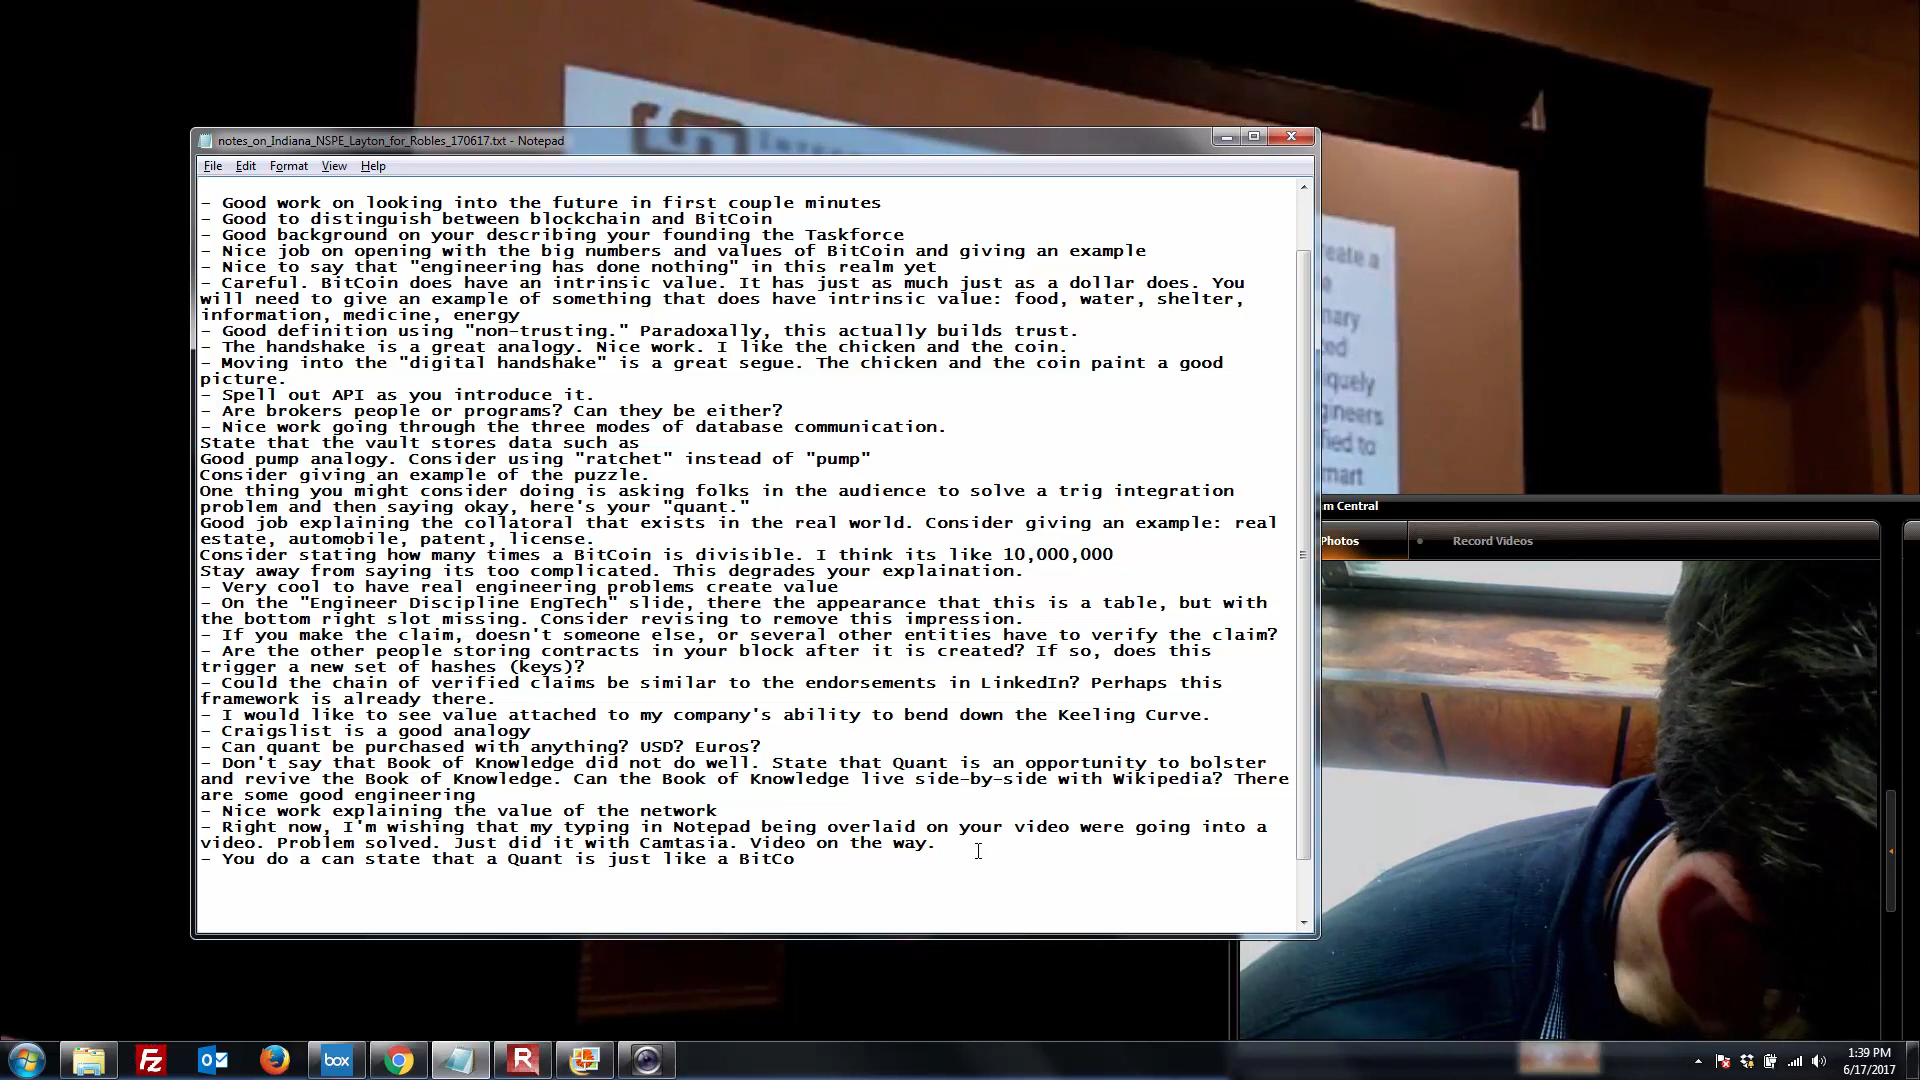 notes_on_Indiana_NSPE_Layton_for_Robles_170617.txt - Notepad
File Edit Format View Help
- Good work on looking into the future in first couple minutes
- Good to distinguish between blockchain and BitCoin
- Good background on your describing your founding the Taskforce
- Nice job on opening with the big numbers and values of BitCoin and giving an example
- Nice to say that "engineering has done nothing" in this realm yet
- Careful. BitCoin does have an intrinsic value. It has just as much just as a dollar does. You
will need to give an example of something that does have intrinsic value: food, water, shelter,
information, medicine, energy
- Good definition using "non-trusting." Paradoxally, this actually builds trust.
- The handshake is a great analogy. Nice work. I like the chicken and the coin.
- Moving into the "digital handshake" is a great segue. The chicken and the coin paint a good
picture.
- Spell out API as you introduce it.
- Are brokers people or programs? Can they be either?
- Nice work going through the three modes of database communication.
State that the vault stores data such as
Good pump analogy. Consider using "ratchet" instead of "pump"
Consider giving an example of the puzzle.
One thing you might consider doing is asking folks in the audience to solve a trig integration
problem and then saying okay, here's your "quant."
Good job explaining the collatoral that exists in the real world. Consider giving an example: real
estate, automobile, patent, license.
Consider stating how many times a BitCoin is divisible. I think its like 10,000,000
Stay away from saying its too complicated. This degrades your explaination.
- Very cool to have real engineering problems create value
- On the "Engineer Discipline EngTech" slide, there the appearance that this is a table, but with
the bottom right slot missing. Consider revising to remove this impression.
- If you make the claim, doesn't someone else, or several other entities have to verify the claim?
- Are the other people storing contracts in your block after it is created? If so, does this
trigger a new set of hashes (keys)?
- Could the chain of verified claims be similar to the endorsements in LinkedIn? Perhaps this
framework is already there.
- I would like to see value attached to my company's ability to bend down the Keeling Curve.
- Craigslist is a good analogy
- Can quant be purchased with anything? USD? Euros?
- Don't say that Book of Knowledge did not do well. State that Quant is an opportunity to bolster
and revive the Book of Knowledge. Can the Book of Knowledge live side-by-side with Wikipedia? There
are some good engineering
- Nice work explaining the value of the network
- Right now, I'm wishing that my typing in Notepad being overlaid on your video were going into a
video. Problem solved. Just did it with Camtasia. Video on the way.
- You do a can state that a Quant is just like a BitCo
eate a
mary
iquely
gineers
fied to
mart
m Central
Photos
Record Videos
Fz
box
R
1:39 PM
6/17/2017